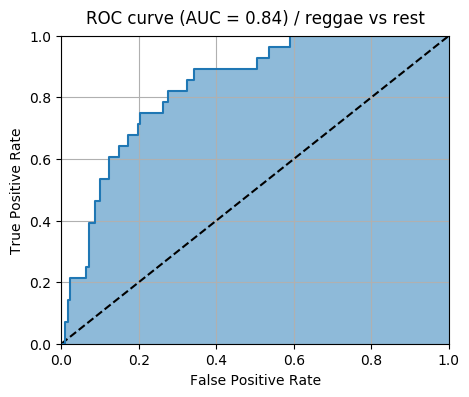 ROC curve (AUC = 0.84) / reggae vs rest
1.0
0.8
0.6
0.4
0.2
0.0
True Positive Rate
0.0 0.2 0.4 0.6 0.8 1.0
False Positive Rate